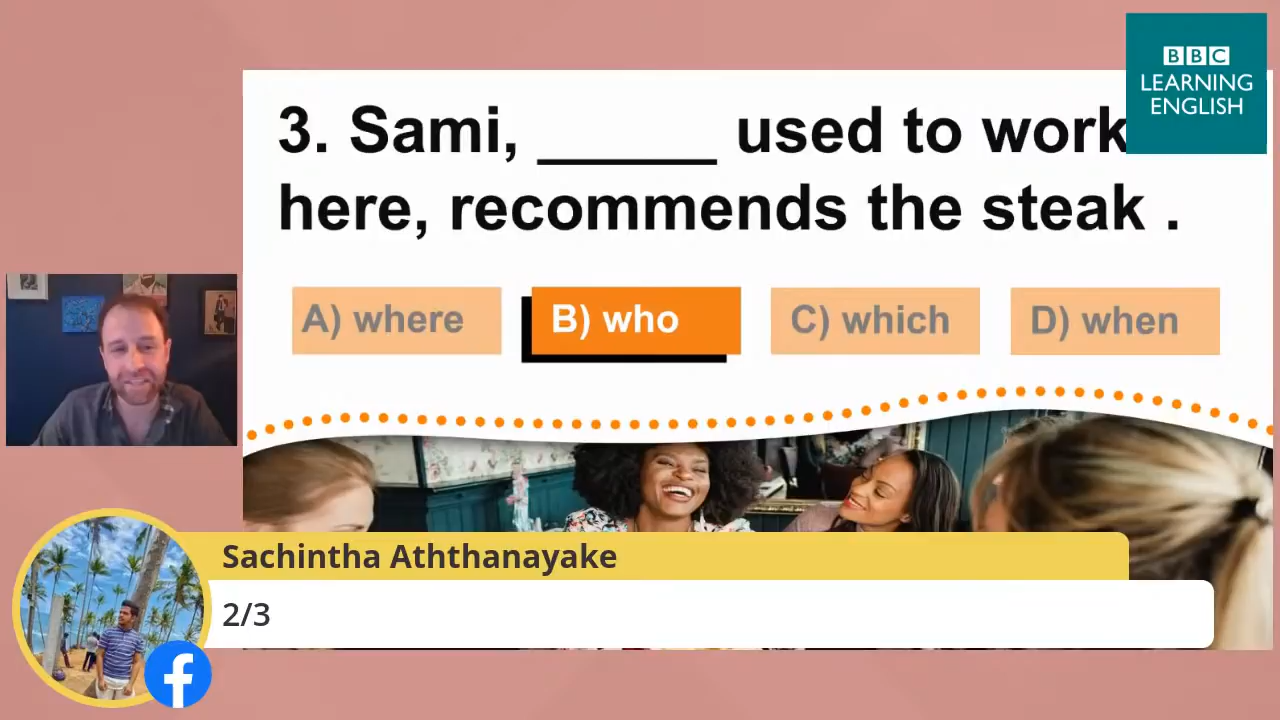 BBC
LEARNING
ENGLISH
3. Sami, _____ used to work
here, recommends the steak .
A) where
B) who
C) which
D) when
Sachintha Aththanayake
2/3